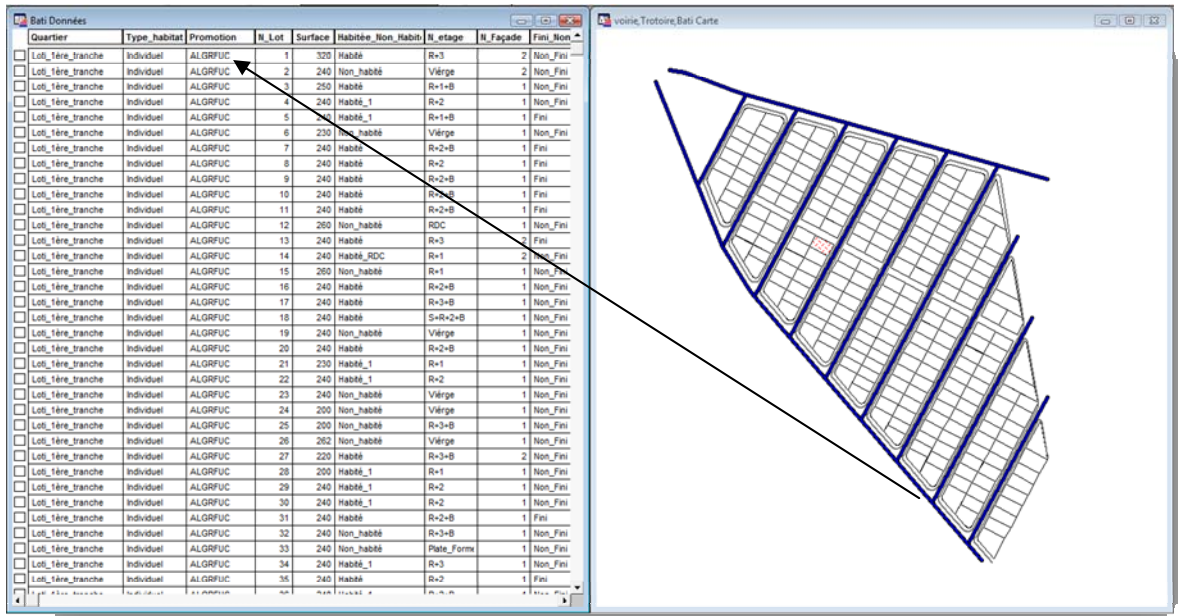 Bati Données
Quartier Type_habitat Promotion N_Lot Surface Habitèe_Non_Habit N_etage N_Façade Fini_Non
Loti_1ère_tranche Individuel ALGRFUC 1 320 Habité R+3 2 Non_Fini
Loti_1ère_tranche Individuel ALGRFUC 2 240 Non_habité Viérge 2 Non_Fini
Loti_1ère_tranche Individuel ALGRFUC 3 250 Habité R+1+B 1 Non_Fini
Loti_1ère_tranche Individuel ALGRFUC 4 240 Habité_1 R+2 1 Non_Fini
Loti_1ère_tranche Individuel ALGRFUC 5 240 Habité_1 R+1+B 1 Fini
Loti_1ère_tranche Individuel ALGRFUC 6 230 Non_habité Viérge 1 Non_Fini
Loti_1ère_tranche Individuel ALGRFUC 7 240 Habité R+2+B 1 Fini
Loti_1ère_tranche Individuel ALGRFUC 8 240 Habité R+2 1 Fini
Loti_1ère_tranche Individuel ALGRFUC 9 240 Habité R+2+B 1 Fini
Loti_1ère_tranche Individuel ALGRFUC 10 240 Habité R+2+B 1 Fini
Loti_1ère_tranche Individuel ALGRFUC 11 240 Habité R+2+B 1 Fini
Loti_1ère_tranche Individuel ALGRFUC 12 260 Non_habité RDC 1 Non_Fini
Loti_1ère_tranche Individuel ALGRFUC 13 240 Habité R+3 2 Fini
Loti_1ère_tranche Individuel ALGRFUC 14 240 Habité_RDC R+1 2 Non_Fini
Loti_1ère_tranche Individuel ALGRFUC 15 260 Non_habité R+1 1 Non_Fini
Loti_1ère_tranche Individuel ALGRFUC 16 240 Habité R+2+B 1 Non_Fini
Loti_1ère_tranche Individuel ALGRFUC 17 240 Habité R+3+B 1 Non_Fini
Loti_1ère_tranche Individuel ALGRFUC 18 240 Habité S+R+2+B 1 Non_Fini
Loti_1ère_tranche Individuel ALGRFUC 19 240 Non_habité Viérge 1 Non_Fini
Loti_1ère_tranche Individuel ALGRFUC 20 240 Habité R+2+B 1 Non_Fini
Loti_1ère_tranche Individuel ALGRFUC 21 230 Habité_1 R+1 1 Non_Fini
Loti_1ère_tranche Individuel ALGRFUC 22 240 Habité_1 R+2 1 Non_Fini
Loti_1ère_tranche Individuel ALGRFUC 23 240 Non_habité Viérge 1 Non_Fini
Loti_1ère_tranche Individuel ALGRFUC 24 200 Non_habité Viérge 1 Non_Fini
Loti_1ère_tranche Individuel ALGRFUC 25 200 Non_habité R+3+B 1 Non_Fini
Loti_1ère_tranche Individuel ALGRFUC 26 262 Non_habité Viérge 1 Non_Fini
Loti_1ère_tranche Individuel ALGRFUC 27 220 Habité R+3+B 2 Non_Fini
Loti_1ère_tranche Individuel ALGRFUC 28 200 Habité_1 R+1 1 Non_Fini
Loti_1ère_tranche Individuel ALGRFUC 29 240 Habité_1 R+2 1 Non_Fini
Loti_1ère_tranche Individuel ALGRFUC 30 240 Habité_1 R+2 1 Non_Fini
Loti_1ère_tranche Individuel ALGRFUC 31 240 Habité R+2+B 1 Fini
Loti_1ère_tranche Individuel ALGRFUC 32 240 Non_habité R+3+B 1 Non_Fini
Loti_1ère_tranche Individuel ALGRFUC 33 240 Non_habité Plate_Forme 1 Non_Fini
Loti_1ère_tranche Individuel ALGRFUC 34 240 Habité_1 R+3 1 Non_Fini
Loti_1ère_tranche Individuel ALGRFUC 35 240 Habité R+2 1 Fini
voirie,Trotoire,Bati Carte